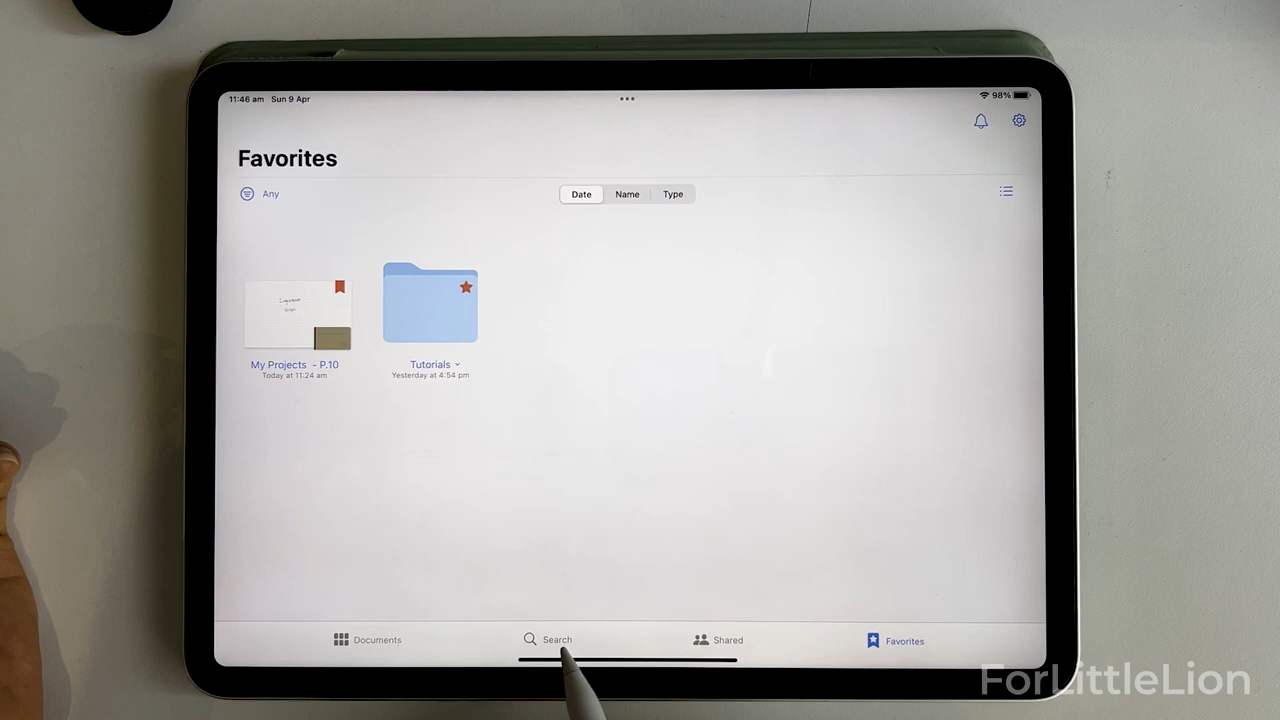 11:46 am Sun 9 Apr
98%
Favorites
Any
Date Name Type
Important
My Projects - P.10
Today at 11:24 am
Tutorials
Yesterday at 4:54 pm
Documents Search Shared Favorites
ForLittleLion